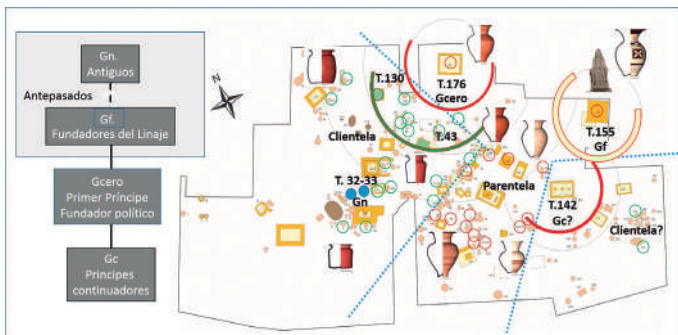 Gn.
Antiguos
Antepasados
Gf.
Fundadores del Linaje
Gcero
Primer Príncipe
Fundador político
Gc
Principes
continuadores
T.130
T.176
Gcero
Clientela
T.43
T.155
Gf
T. 32-33
Gn
Parentela
T.142
Gc?
Clientela?